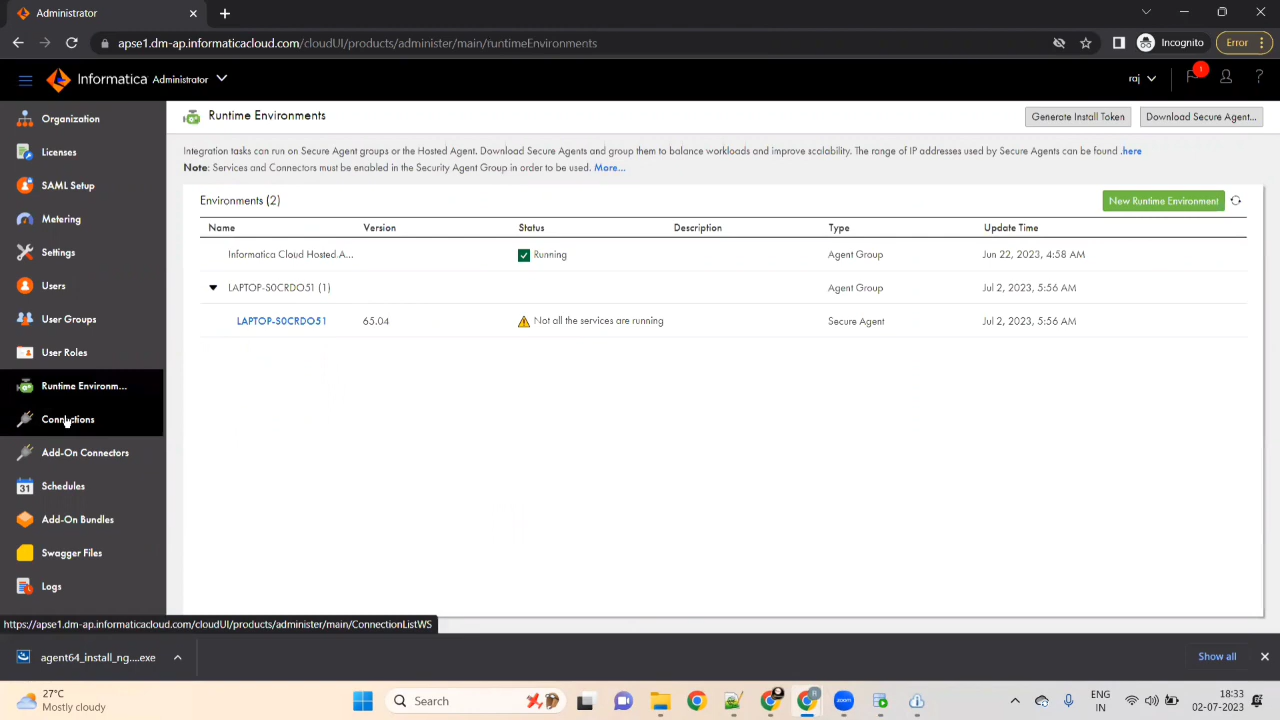 Administrator
apse1.dm-ap.informaticacloud.com/cloudUI/products/administer/main/runtimeEnvironments
Incognito
Error
Informatica Administrator
raj
1
?
Organization
Licenses
SAML Setup
Metering
Settings
Users
User Groups
User Roles
Runtime Environm...
Connections
Add-On Connectors
31 Schedules
Add-On Bundles
Swagger Files
Logs
Runtime Environments
Generate Install Token
Download Secure Agent...
Integration tasks can run on Secure Agent groups or the Hosted Agent. Download Secure Agents and group them to balance workloads and improve scalability. The range of IP addresses used by Secure Agents can be found .here
Note: Services and Connectors must be enabled in the Security Agent Group in order to be used. More...
Environments (2)
New Runtime Environment
Name Version Status Description Type Update Time
Informatica Cloud Hosted A... Running Agent Group Jun 22, 2023, 4:58 AM
LAPTOP-S0CRDO51 (1) Agent Group Jul 2, 2023, 5:56 AM
LAPTOP-S0CRDO51 65.04 Not all the services are running Secure Agent Jul 2, 2023, 5:56 AM
https://apse1.dm-ap.informaticacloud.com/cloudUI/products/administer/main/ConnectionListWS
agent64_install_ng....exe
Show all
27°C
Mostly cloudy
Search
R
zoom
ENG
IN
18:33
02-07-2023